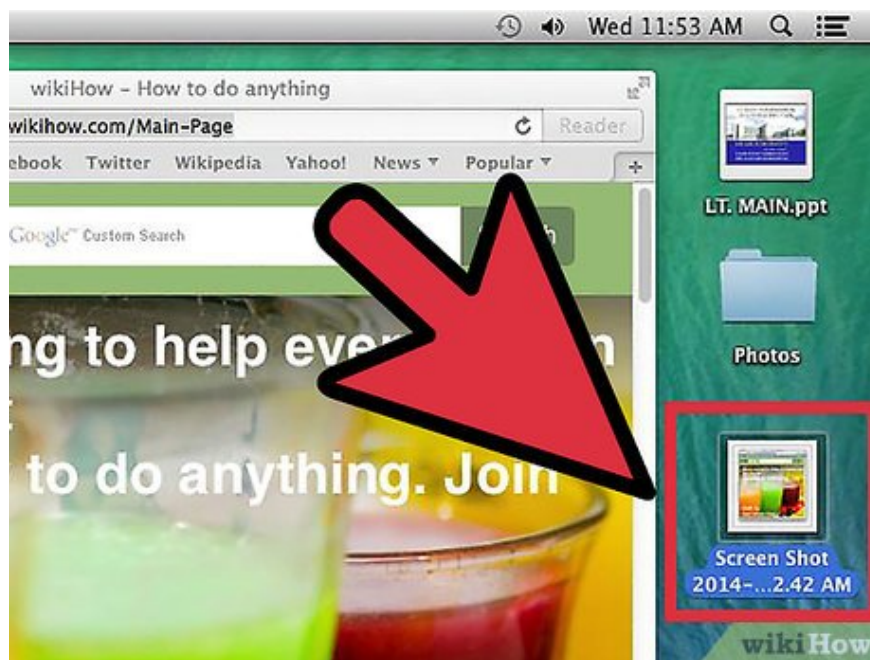 Wed 11:53 AM
wikiHow – How to do anything
wikihow.com/Main-Page
Reader
ebook Twitter Wikipedia Yahoo! News Popular
Google™ Custom Search
ng to help
to do anything. Join
LT. MAIN.ppt
Photos
Screen Shot
2014-...2.42 AM
wikiHow